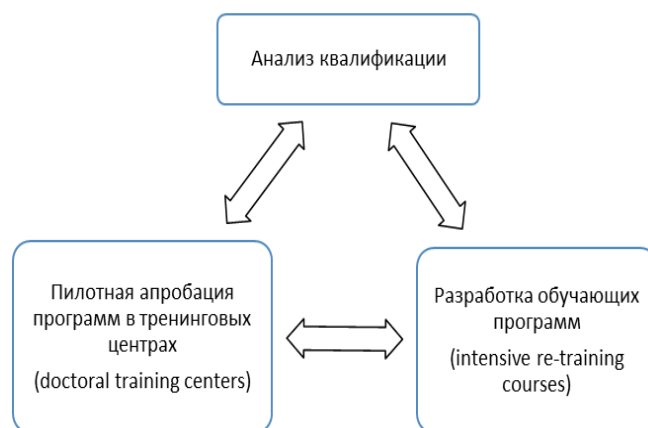 Анализ квалификации
Пилотная апробация
программ в тренинговых
центрах
(doctoral training centers)
Разработка обучающих
программ
(intensive re-training
courses)